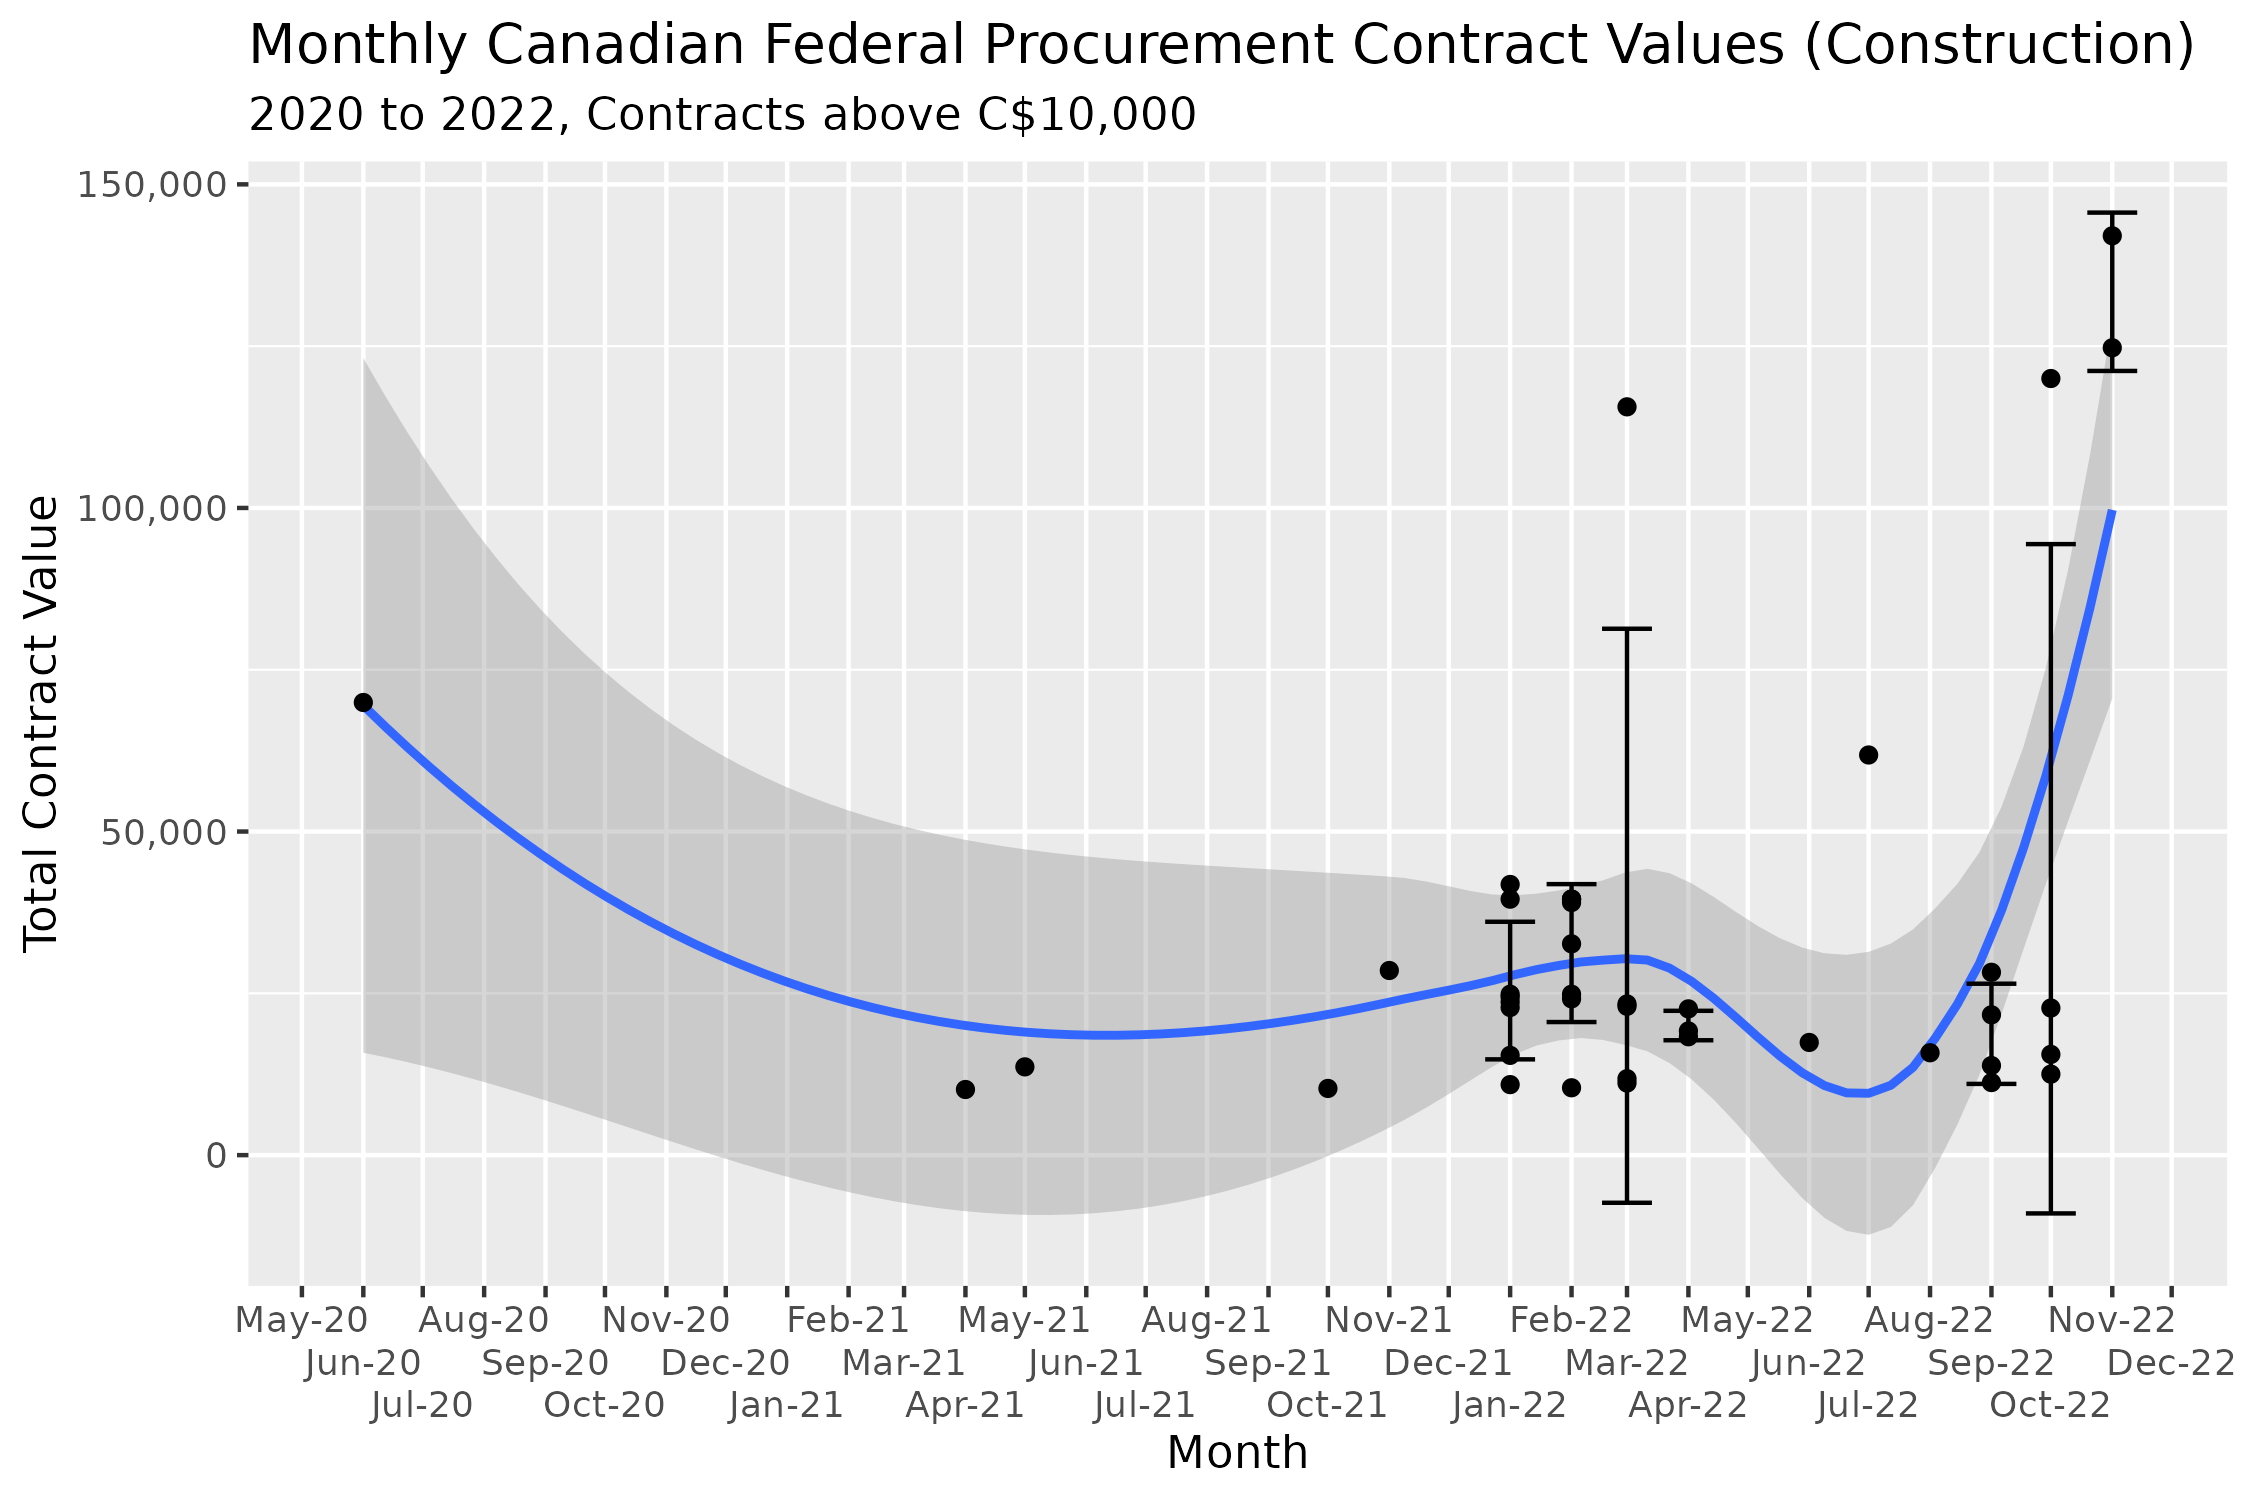 Monthly Canadian Federal Procurement Contract Values (Construction)
2020 to 2022, Contracts above C$10,000
Total Contract Value
150,000
100,000
50,000
0
May-20 Aug-20 Nov-20 Feb-21 May-21 Aug-21 Nov-21 Feb-22 May-22 Aug-22 Nov-22
Jun-20 Sep-20 Dec-20 Mar-21 Jun-21 Sep-21 Dec-21 Mar-22 Jun-22 Sep-22 Dec-22
Jul-20 Oct-20 Jan-21 Apr-21 Jul-21 Oct-21 Jan-22 Apr-22 Jul-22 Oct-22
Month